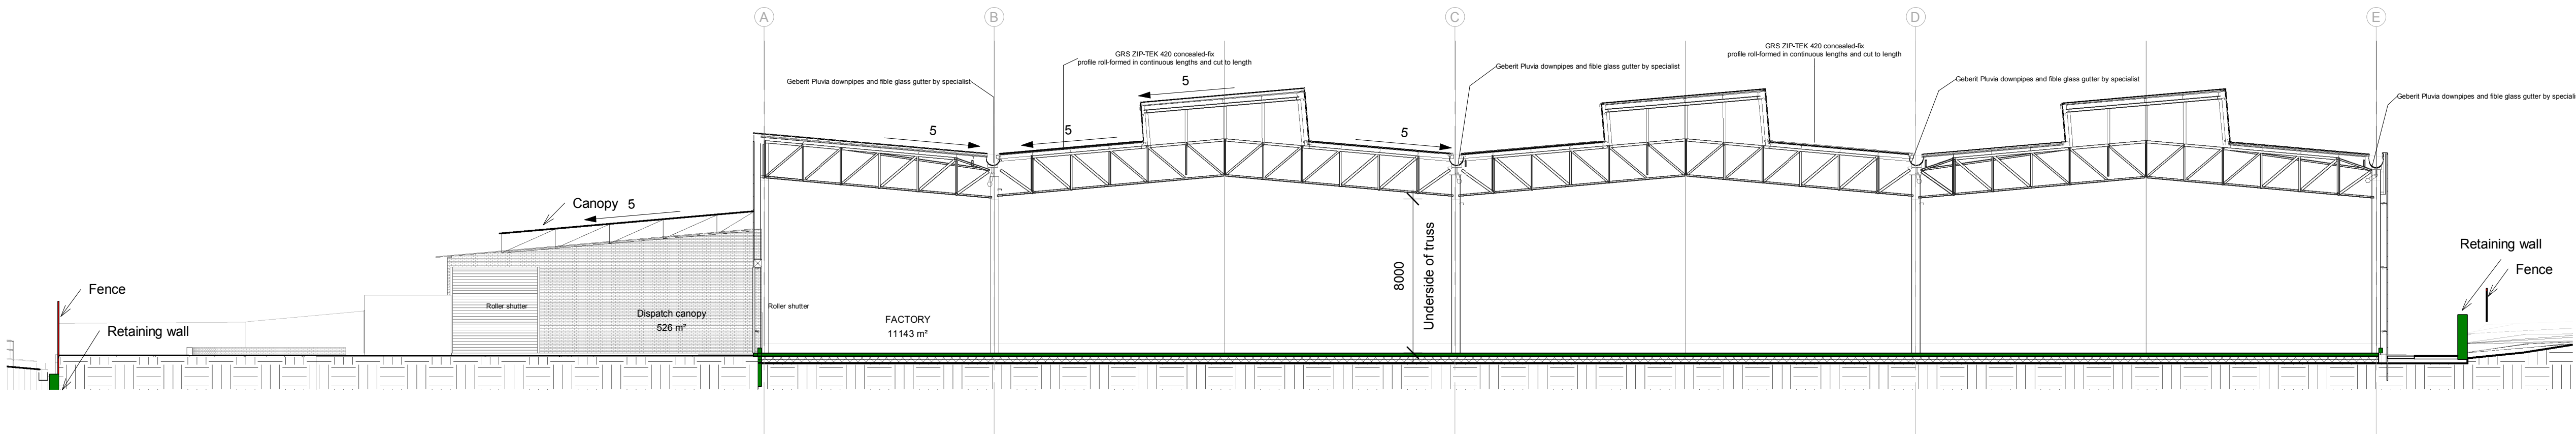 A
B
C
D
E
GRS ZIP-TEK 420 concealed-fix
profile roll-formed in continuous lengths and cut to length
GRS ZIP-TEK 420 concealed-fix
profile roll-formed in continuous lengths and cut to length
Geberit Pluvia downpipes and fible glass gutter by specialist
Geberit Pluvia downpipes and fible glass gutter by specialist
Geberit Pluvia downpipes and fible glass gutter by specialist
Geberit Pluvia downpipes and fible glass gutter by speciali
5
5
5
5
Canopy
5
8000
Underside of truss
Retaining wall
Fence
Fence
Retaining wall
Roller shutter
Dispatch canopy
526 m²
Roller shutter
FACTORY
11143 m²